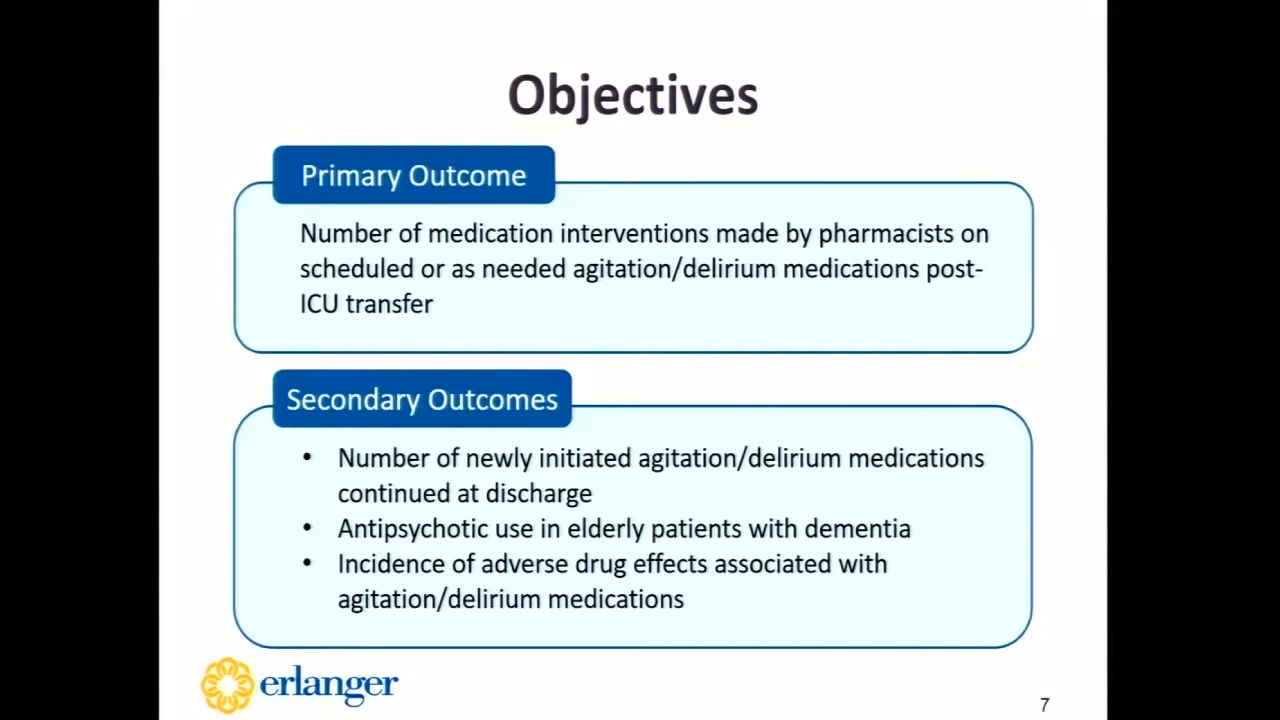 Objectives
Primary Outcome
Number of medication interventions made by pharmacists on
scheduled or as needed agitation/delirium medications post-
ICU transfer
Secondary Outcomes
• Number of newly initiated agitation/delirium medications
continued at discharge
• Antipsychotic use in elderly patients with dementia
• Incidence of adverse drug effects associated with
agitation/delirium medications
erlanger
7